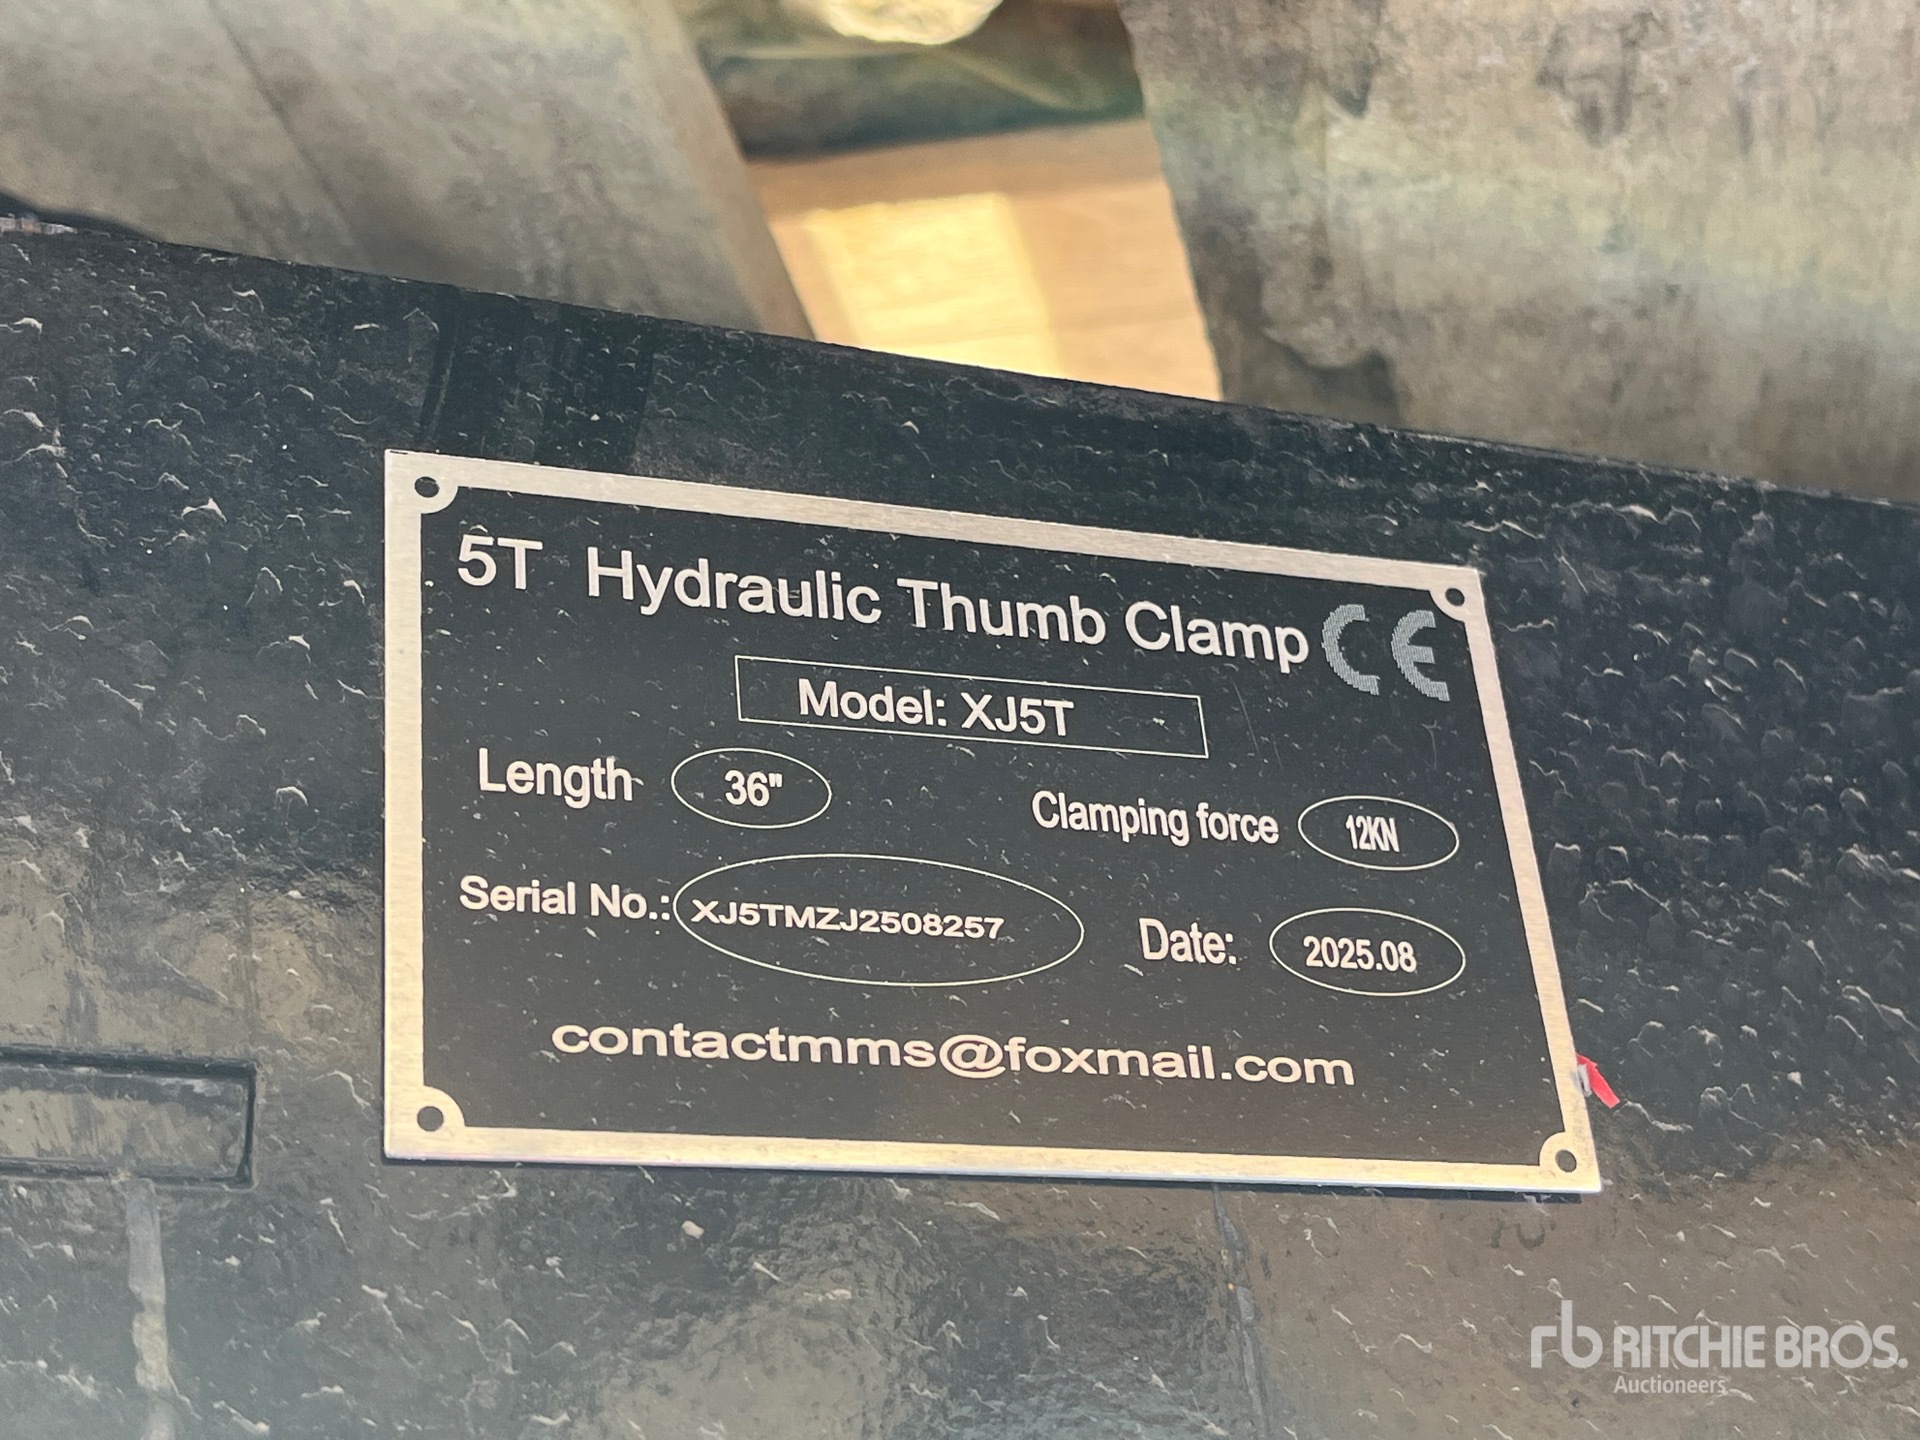 5T Hydraulic Thumb Clamp CE
Model: XJ5T
Length 36" Clamping force 12KN
Serial No.: XJ5TMZJ2508257 Date: 2025.08
contactmms@foxmail.com
rb RITCHIE BROS.
Auctioneers